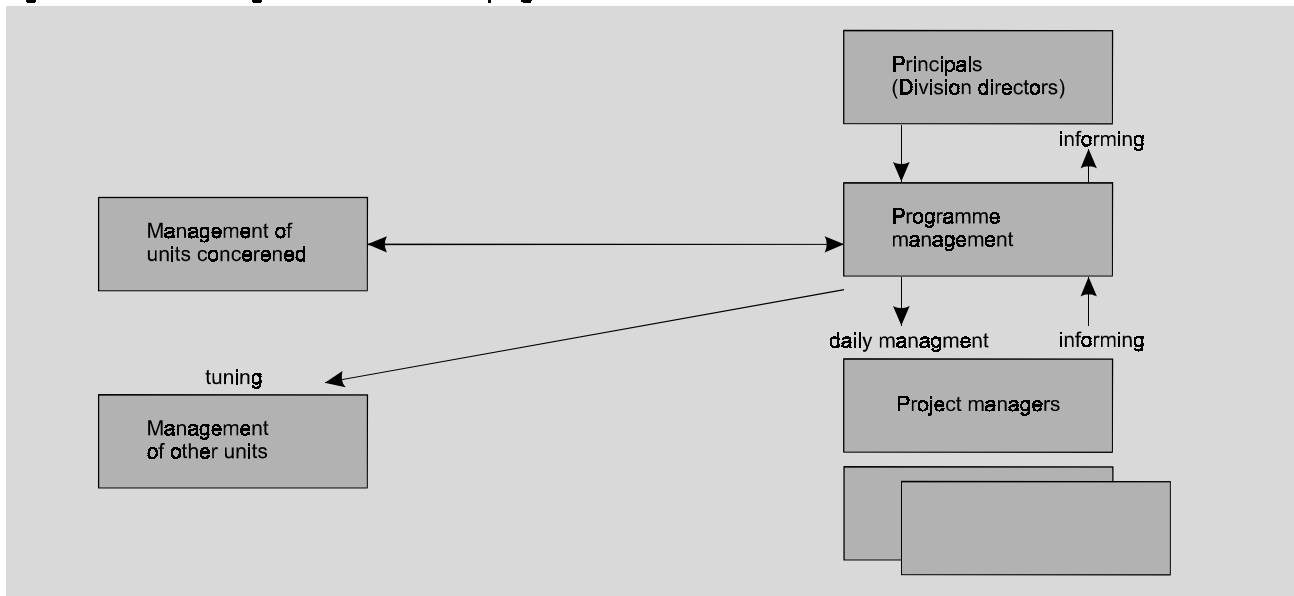 Principals
(Division directors)
informing
Programme
management
Management of
units concerened
daily managment
informing
tuning
Project managers
Management
of other units